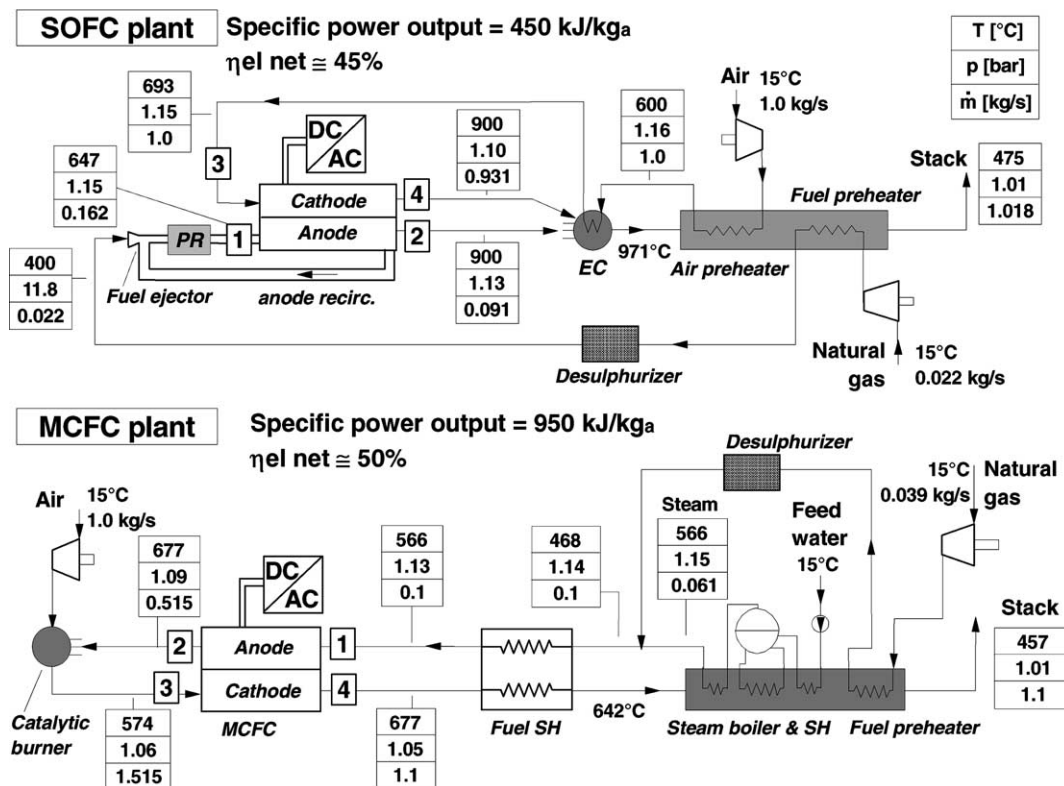 SOFC plant
Specific power output = 450 kJ/kga
ηel net ≅ 45%
T [°C]
p [bar]
ṁ [kg/s]
693
1.15
1.0
3
647
1.15
0.162
DC
AC
900
1.10
0.931
600
1.16
1.0
Air
15°C
1.0 kg/s
Stack
475
1.01
1.018
Fuel preheater
Cathode
4
PR
1
Anode
2
EC
971°C
Air preheater
400
11.8
0.022
Fuel ejector
anode recirc.
900
1.13
0.091
Desulphurizer
Natural
gas
15°C
0.022 kg/s
MCFC plant
Specific power output = 950 kJ/kga
ηel net ≅ 50%
Desulphurizer
15°C
0.039 kg/s
Natural
gas
Air
15°C
1.0 kg/s
677
1.09
0.515
DC
AC
566
1.13
0.1
468
1.14
0.1
Steam
566
1.15
0.061
Feed
water
15°C
Stack
457
1.01
1.1
2
Anode
1
3
Cathode
4
Catalytic
burner
574
1.06
1.515
MCFC
677
1.05
1.1
Fuel SH
642°C
Steam boiler & SH
Fuel preheater